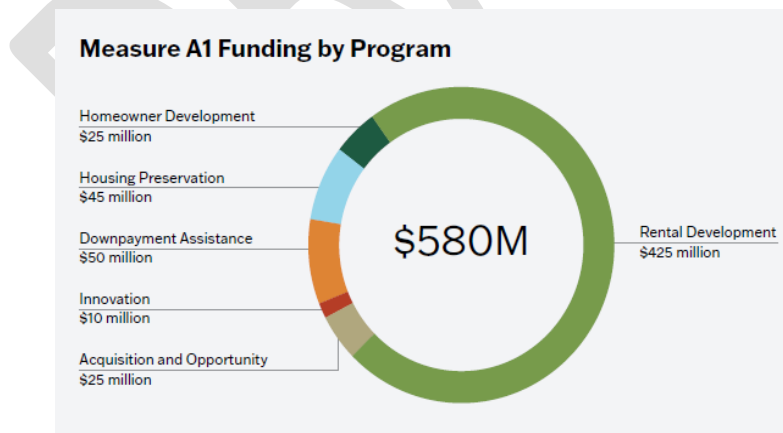 Measure A1 Funding by Program
Homeowner Development
$25 million
Housing Preservation
$45 million
Downpayment Assistance
$50 million
Innovation
$10 million
Acquisition and Opportunity
$25 million
$580M
Rental Development
$425 million